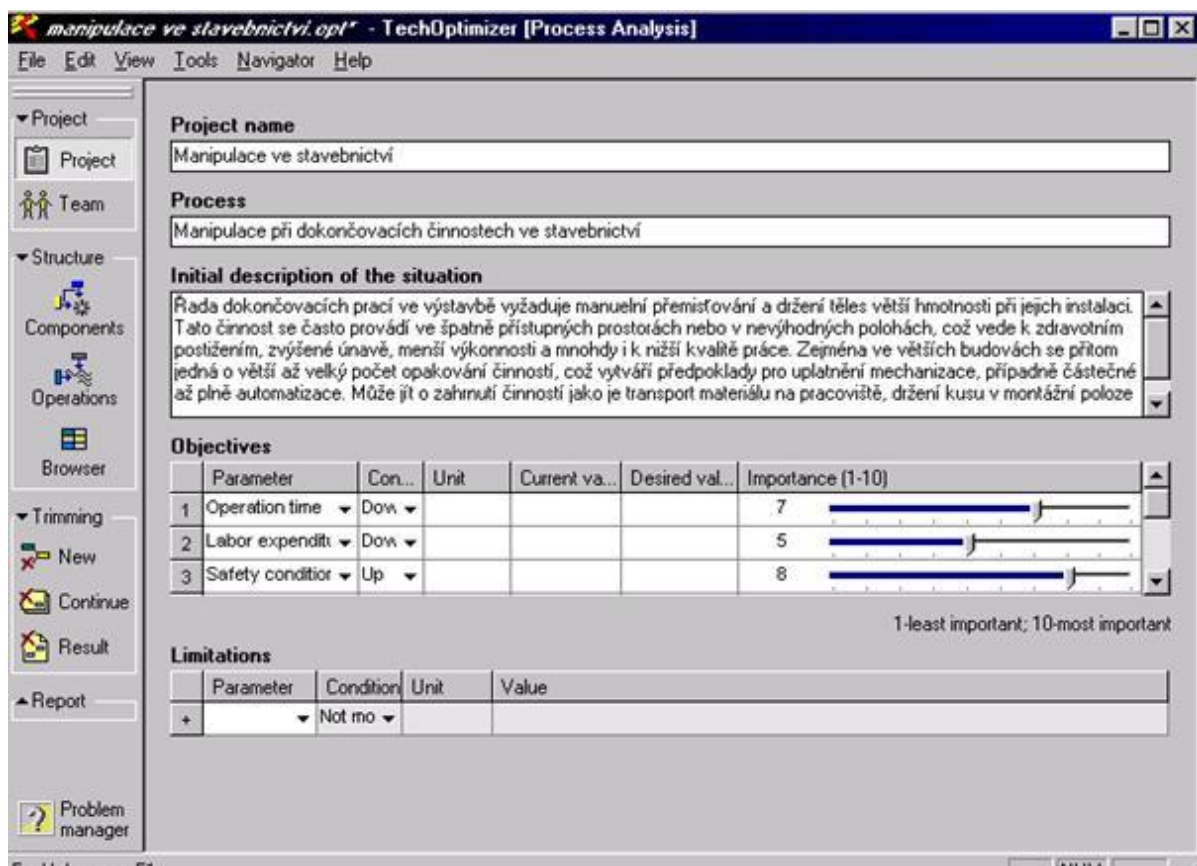 manipulace ve stavebnictví.opt* - TechOptimizer [Process Analysis]
File Edit View Tools Navigator Help
Project
Project
Team
Structure
Components
Operations
Browser
Trimming
New
Continue
Result
Report
Problem
manager
Project name
Manipulace ve stavebnictví
Process
Manipulace při dokončovacích činnostech ve stavebnictví
Initial description of the situation
Řada dokončovacích prací ve výstavbě vyžaduje manuelní přemisťování a držení těles větší hmotnosti při jejich instalaci.
Tato činnost se často provádí ve špatně přístupných prostorách nebo v nevýhodných polohách, což vede k zdravotním
postižením, zvýšené únavě, menší výkonnosti a mnohdy i k nižší kvalitě práce. Zejména ve větších budovách se přitom
jedná o větší až velký počet opakování činností, což vytváří předpoklady pro uplatnění mechanizace, případně částečné
až plně automatizace. Může jít o zahrnutí činností jako je transport materiálu na pracoviště, držení kusu v montážní poloze
Objectives
Parameter Con... Unit Current va... Desired val... Importance (1-10)
1 Operation time Dow 7
2 Labor expenditu Dow 5
3 Safety condition Up 8
1-least important; 10-most important
Limitations
Parameter Condition Unit Value
+ Not mo